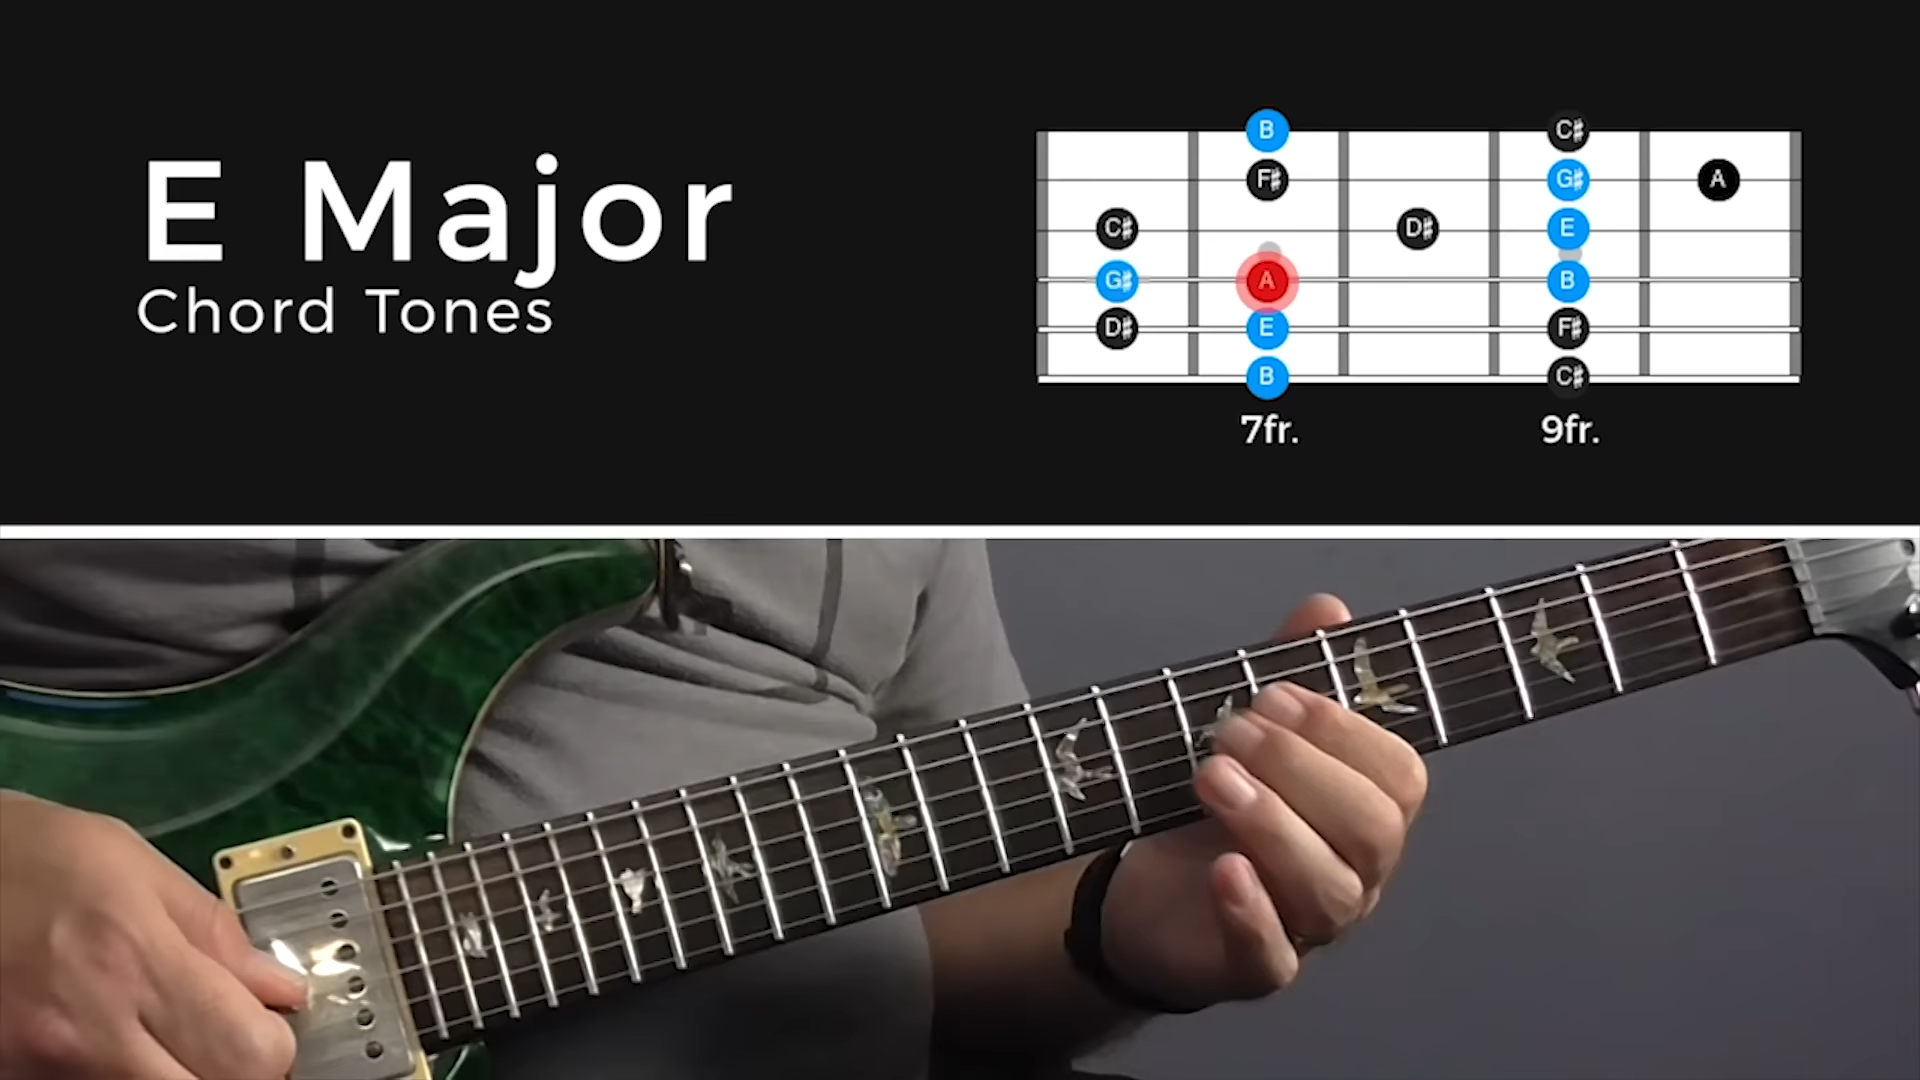 E Major
Chord Tones
B C♯
F♯ G♯ A
C♯ D♯ E
G♯ A B
D♯ E F♯
B C♯
7fr. 9fr.